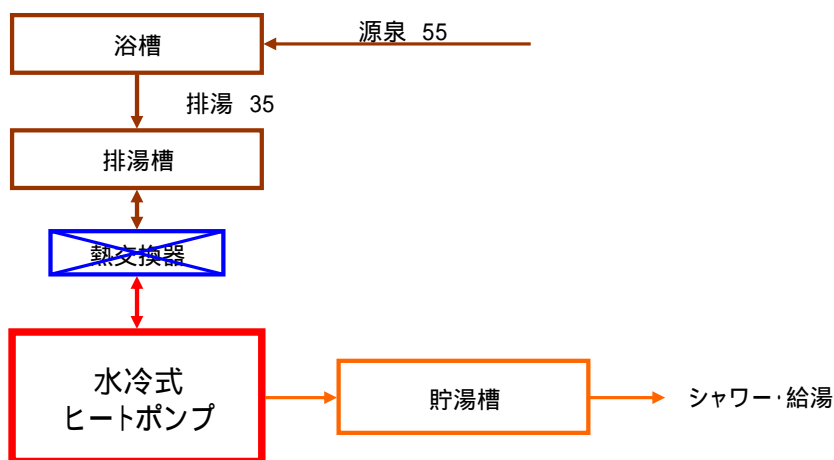 浴槽
源泉 55
排湯 35
排湯槽
熱交換器
水冷式
ヒートポンプ
貯湯槽
シャワー・給湯